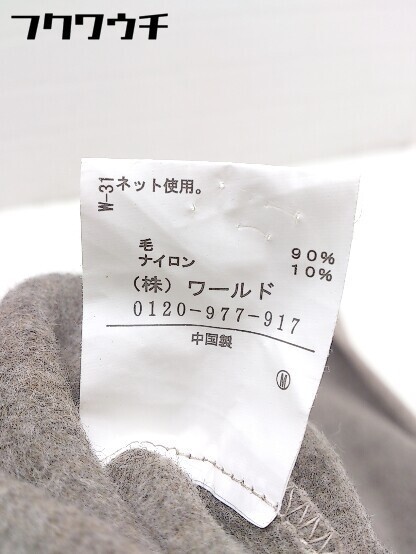 フクワウチ
W-31
ネット使用。
毛 90%
ナイロン 10%
(株) ワールド
0120-977-917
中国製
Ⓜ